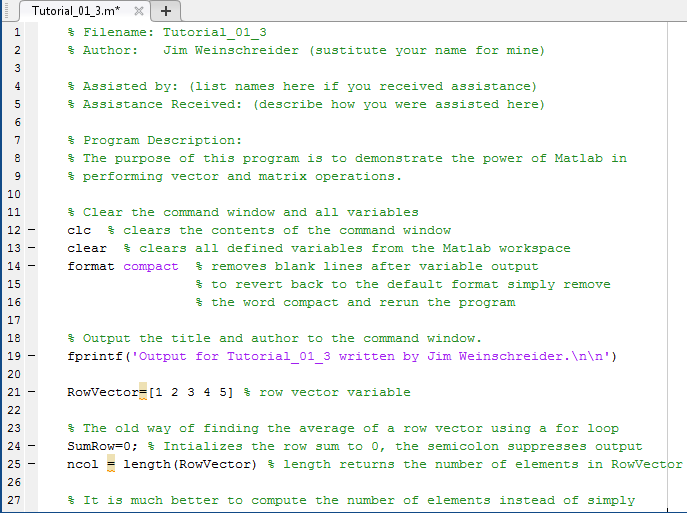 Tutorial_01_3.m* × +
1 % Filename: Tutorial_01_3
2 % Author:   Jim Weinschreider (sustitute your name for mine)
3
4 % Assisted by: (list names here if you received assistance)
5 % Assistance Received: (describe how you were assisted here)
6
7 % Program Description:
8 % The purpose of this program is to demonstrate the power of Matlab in
9 % performing vector and matrix operations.
10
11 % Clear the command window and all variables
12 – clc  % clears the contents of the command window
13 – clear  % clears all defined variables from the Matlab workspace
14 – format compact  % removes blank lines after variable output
15 % to revert back to the default format simply remove
16 % the word compact and rerun the program
17
18 % Output the title and author to the command window.
19 – fprintf('Output for Tutorial_01_3 written by Jim Weinschreider.\n\n')
20
21 – RowVector=[1 2 3 4 5] % row vector variable
22
23 % The old way of finding the average of a row vector using a for loop
24 – SumRow=0; % Intializes the row sum to 0, the semicolon suppresses output
25 – ncol = length(RowVector) % length returns the number of elements in RowVector
26
27 % It is much better to compute the number of elements instead of simply